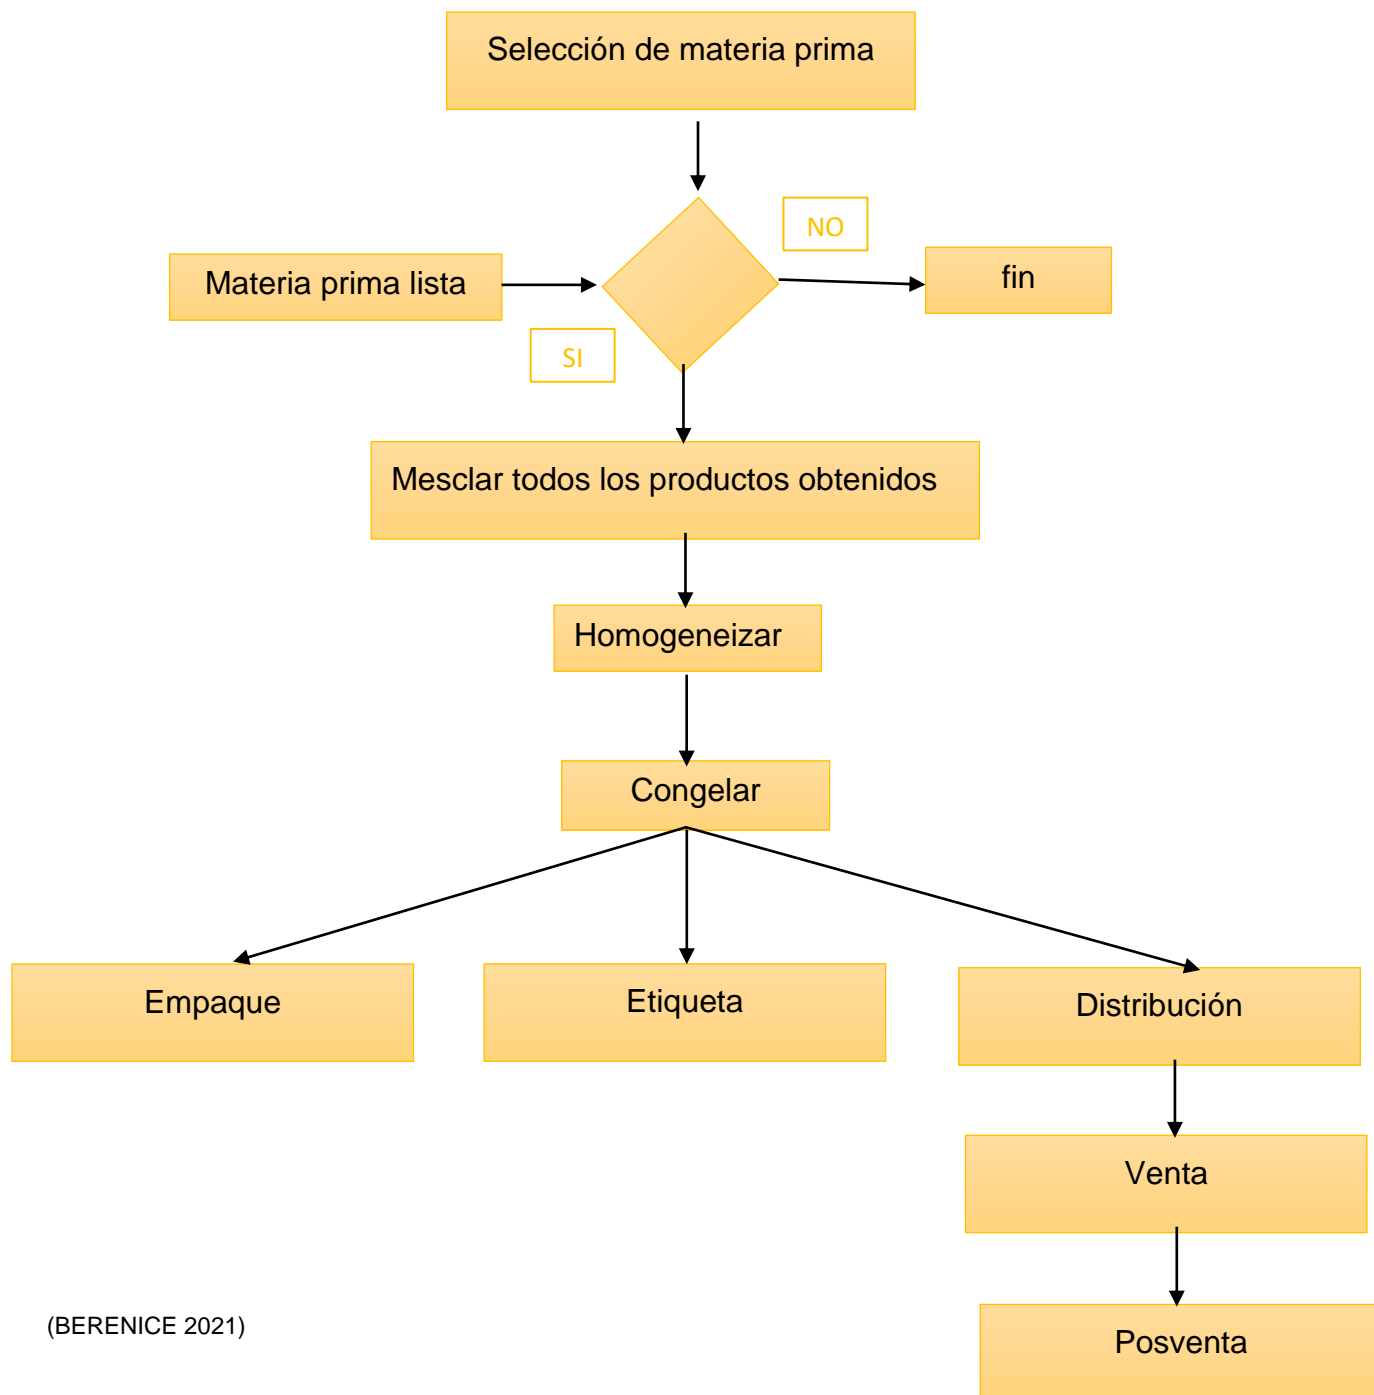 Selección de materia prima
NO
Materia prima lista
fin
SI
Mesclar todos los productos obtenidos
Homogeneizar
Congelar
Empaque
Etiqueta
Distribución
Venta
(BERENICE 2021)
Posventa